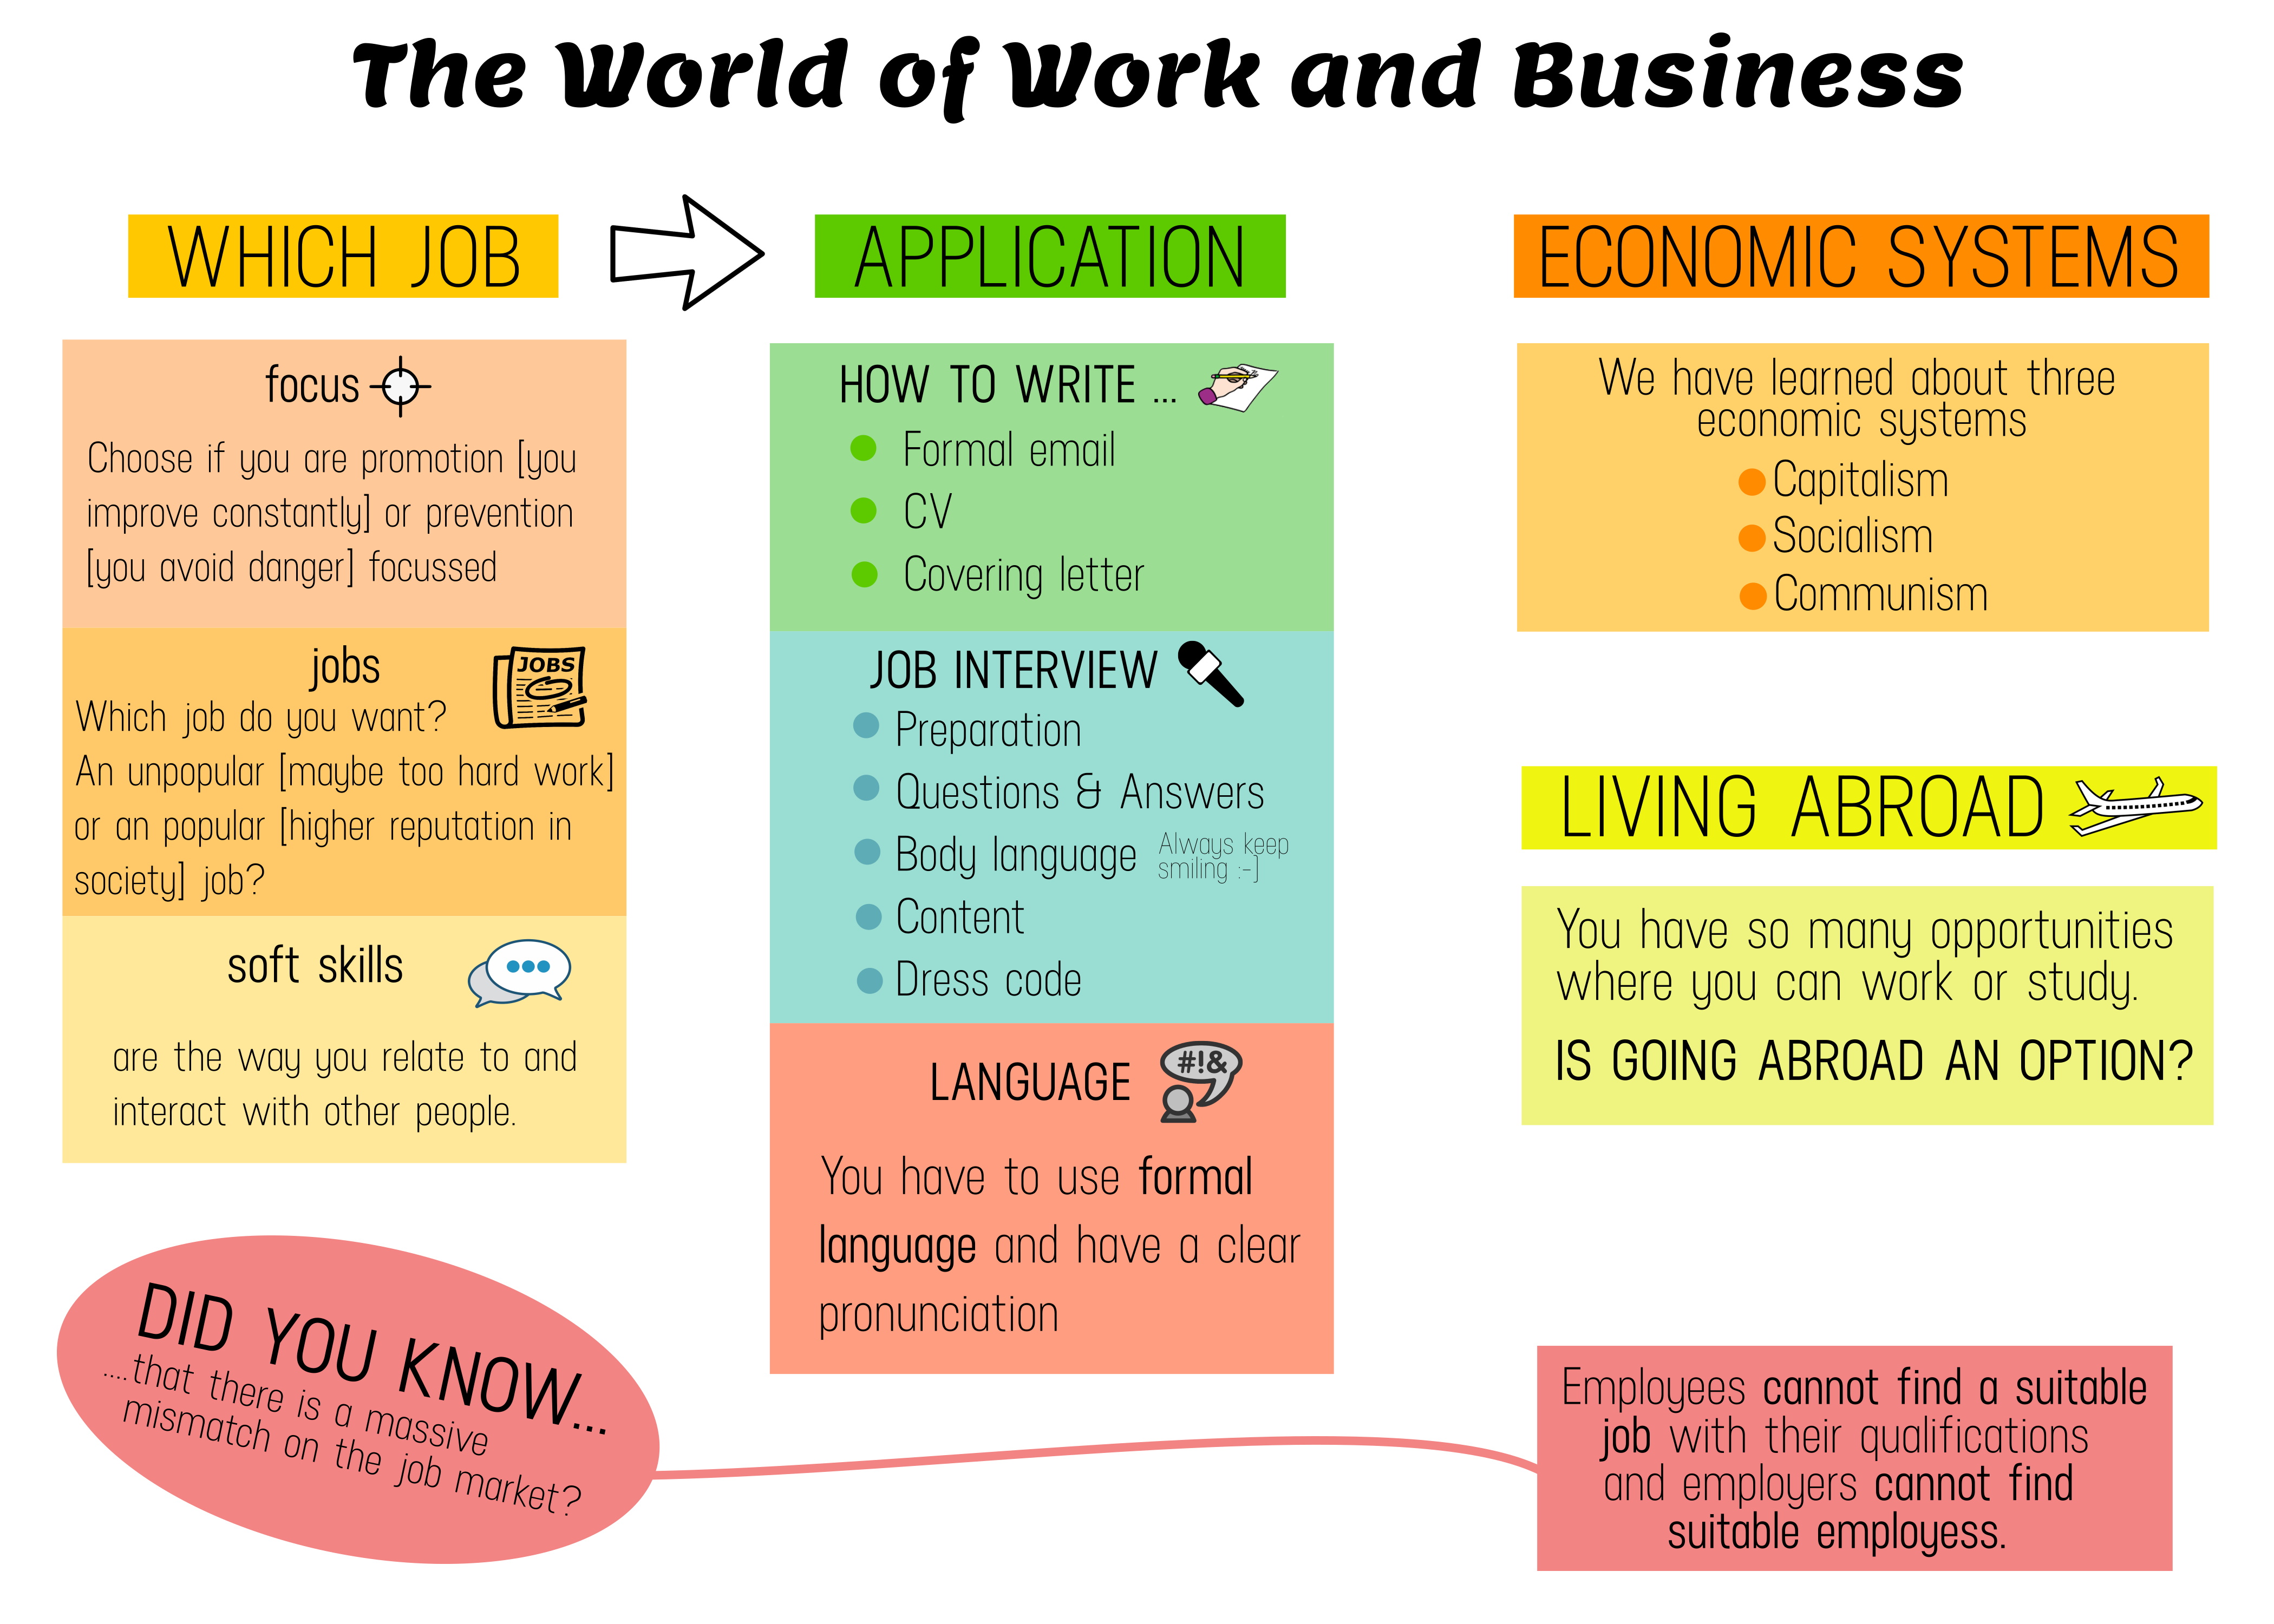 The World of Work and Business
WHICH JOB
focus
Choose if you are promotion [you
improve constantly] or prevention
[you avoid danger] focussed
jobs
JOBS
Which job do you want?
An unpopular [maybe too hard work]
or an popular [higher reputation in
society] job?
soft skills
are the way you relate to and
interact with other people.
APPLICATION
HOW TO WRITE ...
Formal email
CV
Covering letter
JOB INTERVIEW
Preparation
Questions & Answers
Body language
Always keep
smiling :-]
Content
Dress code
LANGUAGE
#!&
You have to use formal
language and have a clear
pronunciation
ECONOMIC SYSTEMS
We have learned about three
economic systems
Capitalism
Socialism
Communism
LIVING ABROAD
You have so many opportunities
where you can work or study.
IS GOING ABROAD AN OPTION?
DID YOU KNOW...
....that there is a massive
mismatch on the job market?
Employees cannot find a suitable
job with their qualifications
and employers cannot find
suitable employess.